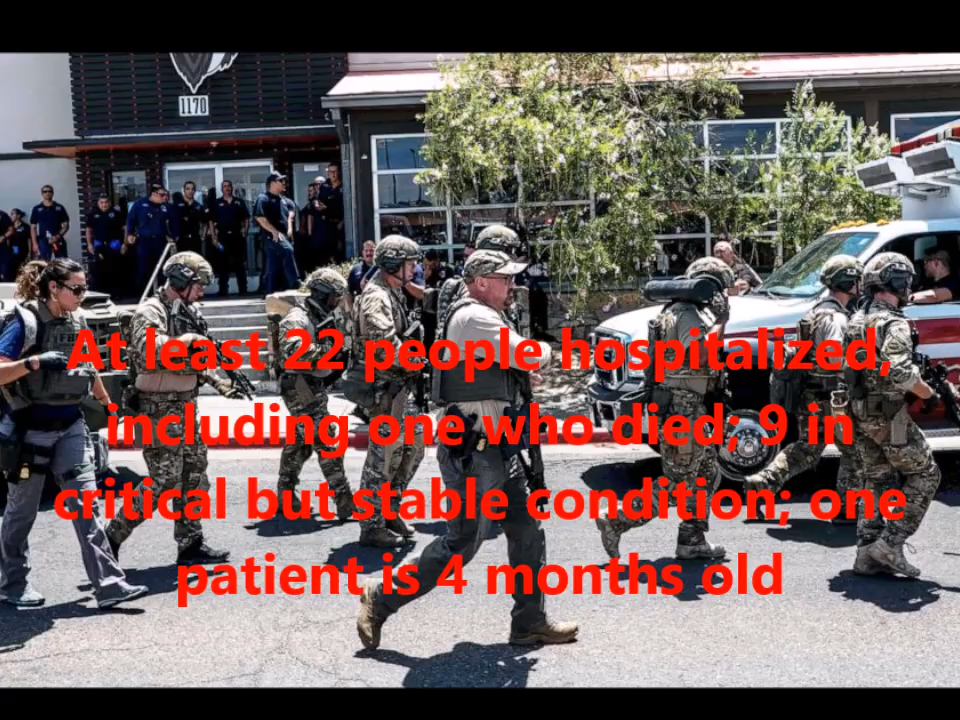 1170
At least 22 people hospitalized,
including one who died; 9 in
critical but stable condition; one
patient is 4 months old